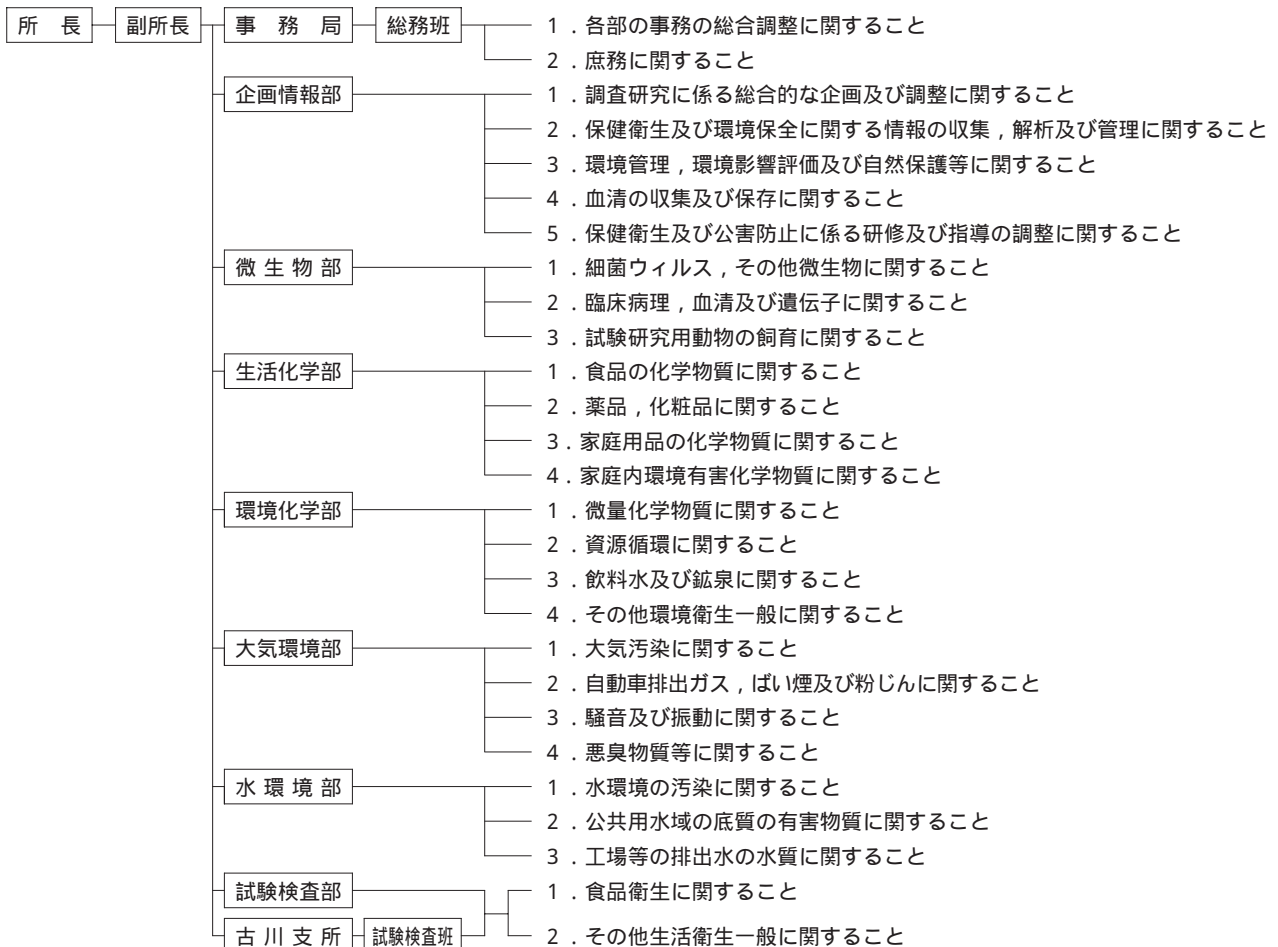 所　長 副所長 事　務　局 総務班 1．各部の事務の総合調整に関すること
2．庶務に関すること
企画情報部 1．調査研究に係る総合的な企画及び調整に関すること
2．保健衛生及び環境保全に関する情報の収集，解析及び管理に関すること
3．環境管理，環境影響評価及び自然保護等に関すること
4．血清の収集及び保存に関すること
5．保健衛生及び公害防止に係る研修及び指導の調整に関すること
微 生 物 部 1．細菌ウィルス，その他微生物に関すること
2．臨床病理，血清及び遺伝子に関すること
3．試験研究用動物の飼育に関すること
生活化学部 1．食品の化学物質に関すること
2．薬品，化粧品に関すること
3．家庭用品の化学物質に関すること
4．家庭内環境有害化学物質に関すること
環境化学部 1．微量化学物質に関すること
2．資源循環に関すること
3．飲料水及び鉱泉に関すること
4．その他環境衛生一般に関すること
大気環境部 1．大気汚染に関すること
2．自動車排出ガス，ばい煙及び粉じんに関すること
3．騒音及び振動に関すること
4．悪臭物質等に関すること
水 環 境 部 1．水環境の汚染に関すること
2．公共用水域の底質の有害物質に関すること
3．工場等の排出水の水質に関すること
試験検査部 1．食品衛生に関すること
古 川 支 所 試験検査班 2．その他生活衛生一般に関すること